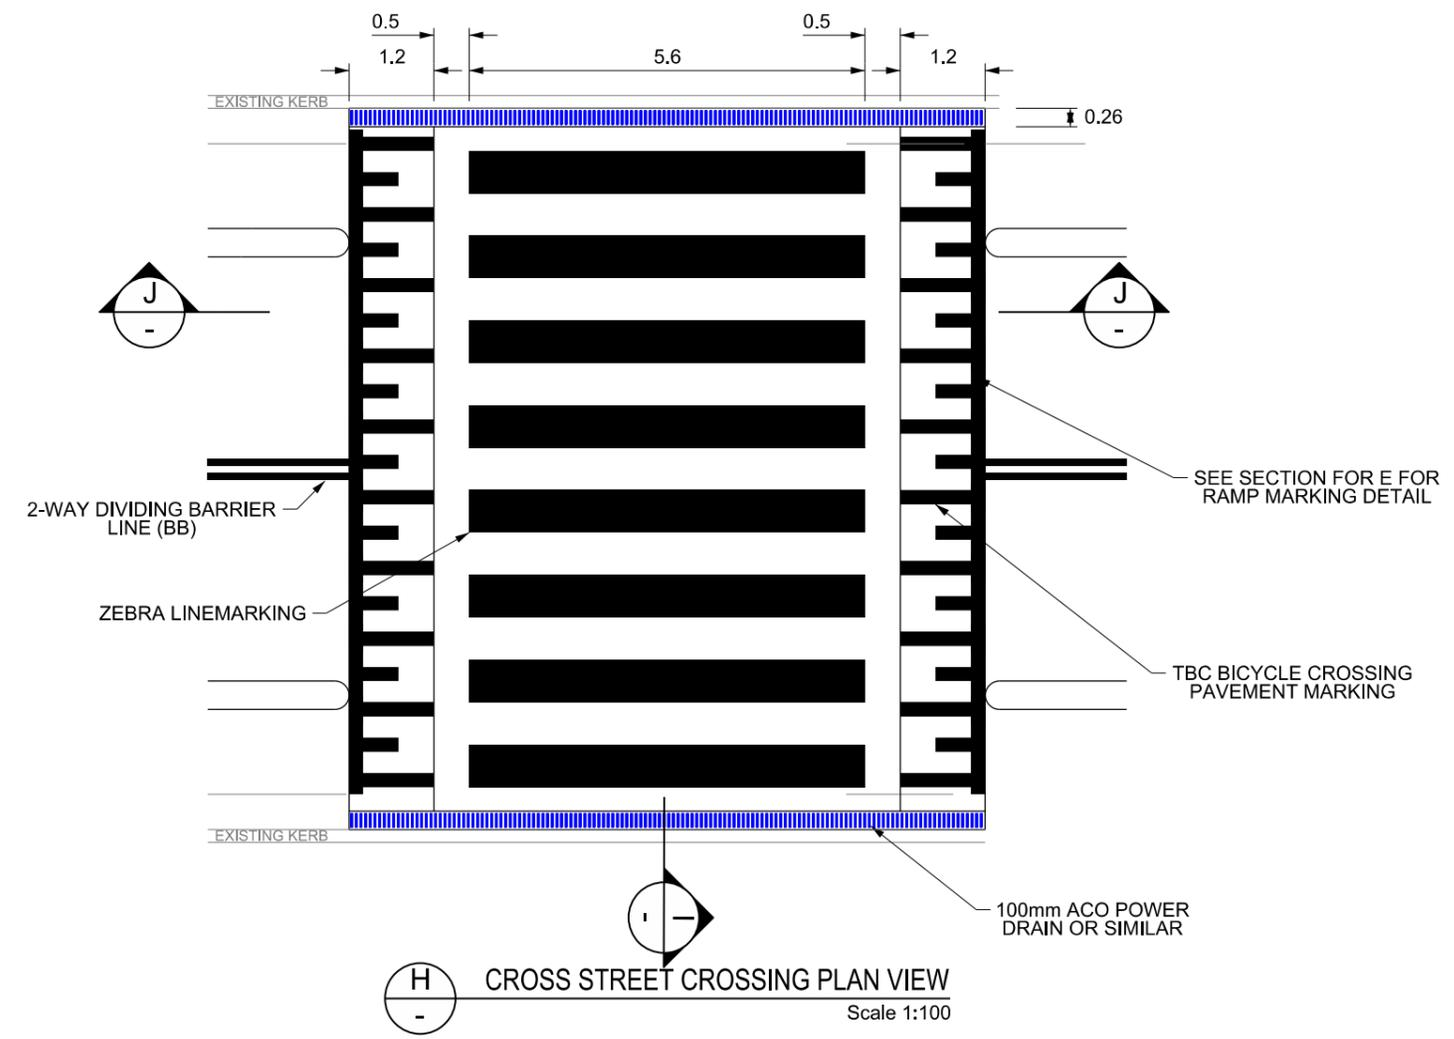 0.5
0.5
1.2
5.6
1.2
EXISTING KERB
0.26
J
-
J
-
SEE SECTION FOR E FOR
RAMP MARKING DETAIL
2-WAY DIVIDING BARRIER
LINE (BB)
ZEBRA LINEMARKING
TBC BICYCLE CROSSING
PAVEMENT MARKING
EXISTING KERB
100mm ACO POWER
DRAIN OR SIMILAR
- I
H
-
CROSS STREET CROSSING PLAN VIEW
Scale 1:100